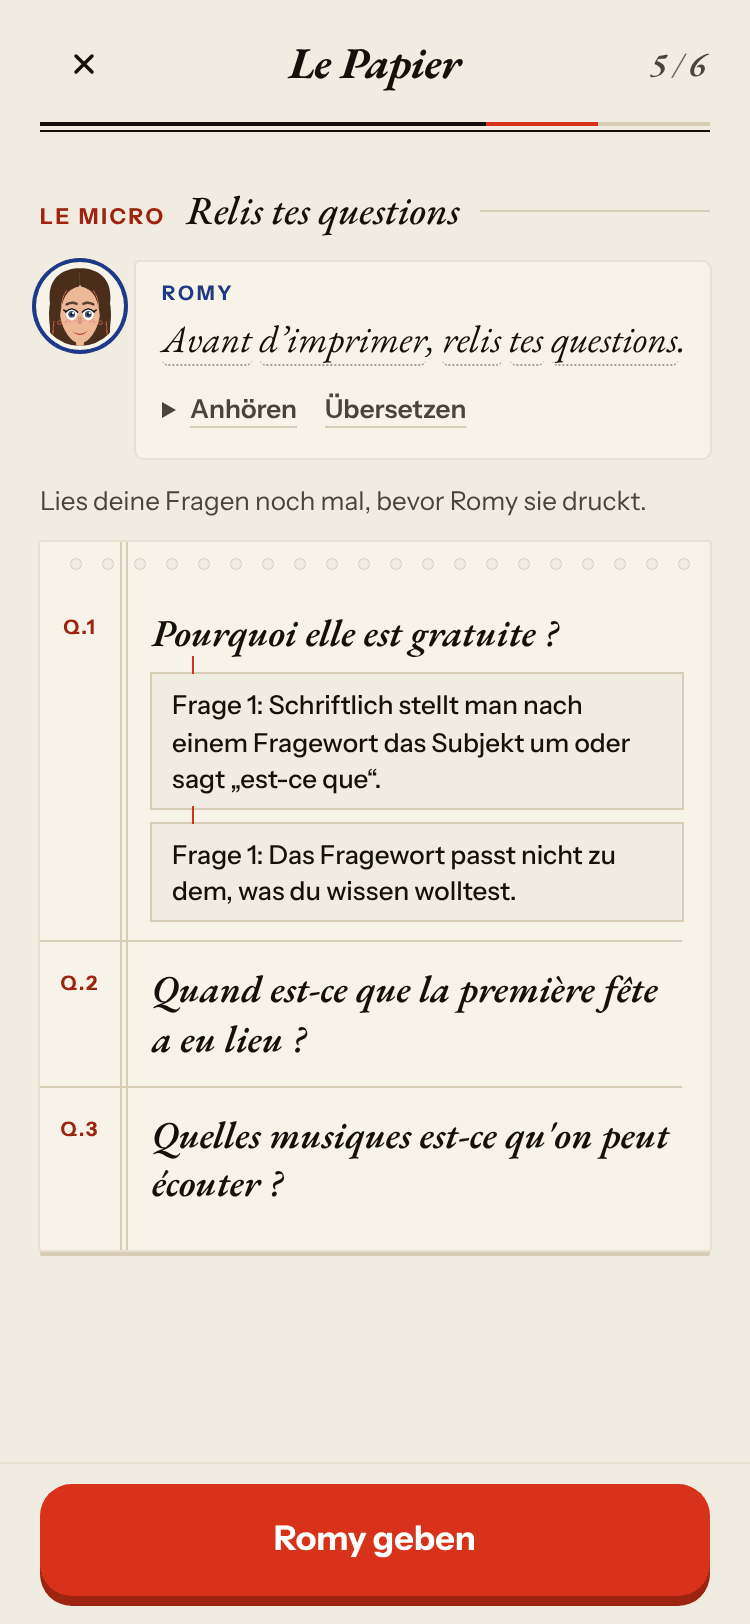 Le Papier
5 / 6
LE MICRO Relis tes questions
ROMY
Avant d’imprimer, relis tes questions.
Anhören Übersetzen
Lies deine Fragen noch mal, bevor Romy sie druckt.
Q.1
Pourquoi elle est gratuite ?
Frage 1: Schriftlich stellt man nach
einem Fragewort das Subjekt um oder
sagt „est-ce que“.
Frage 1: Das Fragewort passt nicht zu
dem, was du wissen wolltest.
Q.2
Quand est-ce que la première fête
a eu lieu ?
Q.3
Quelles musiques est-ce qu'on peut
écouter ?
Romy geben